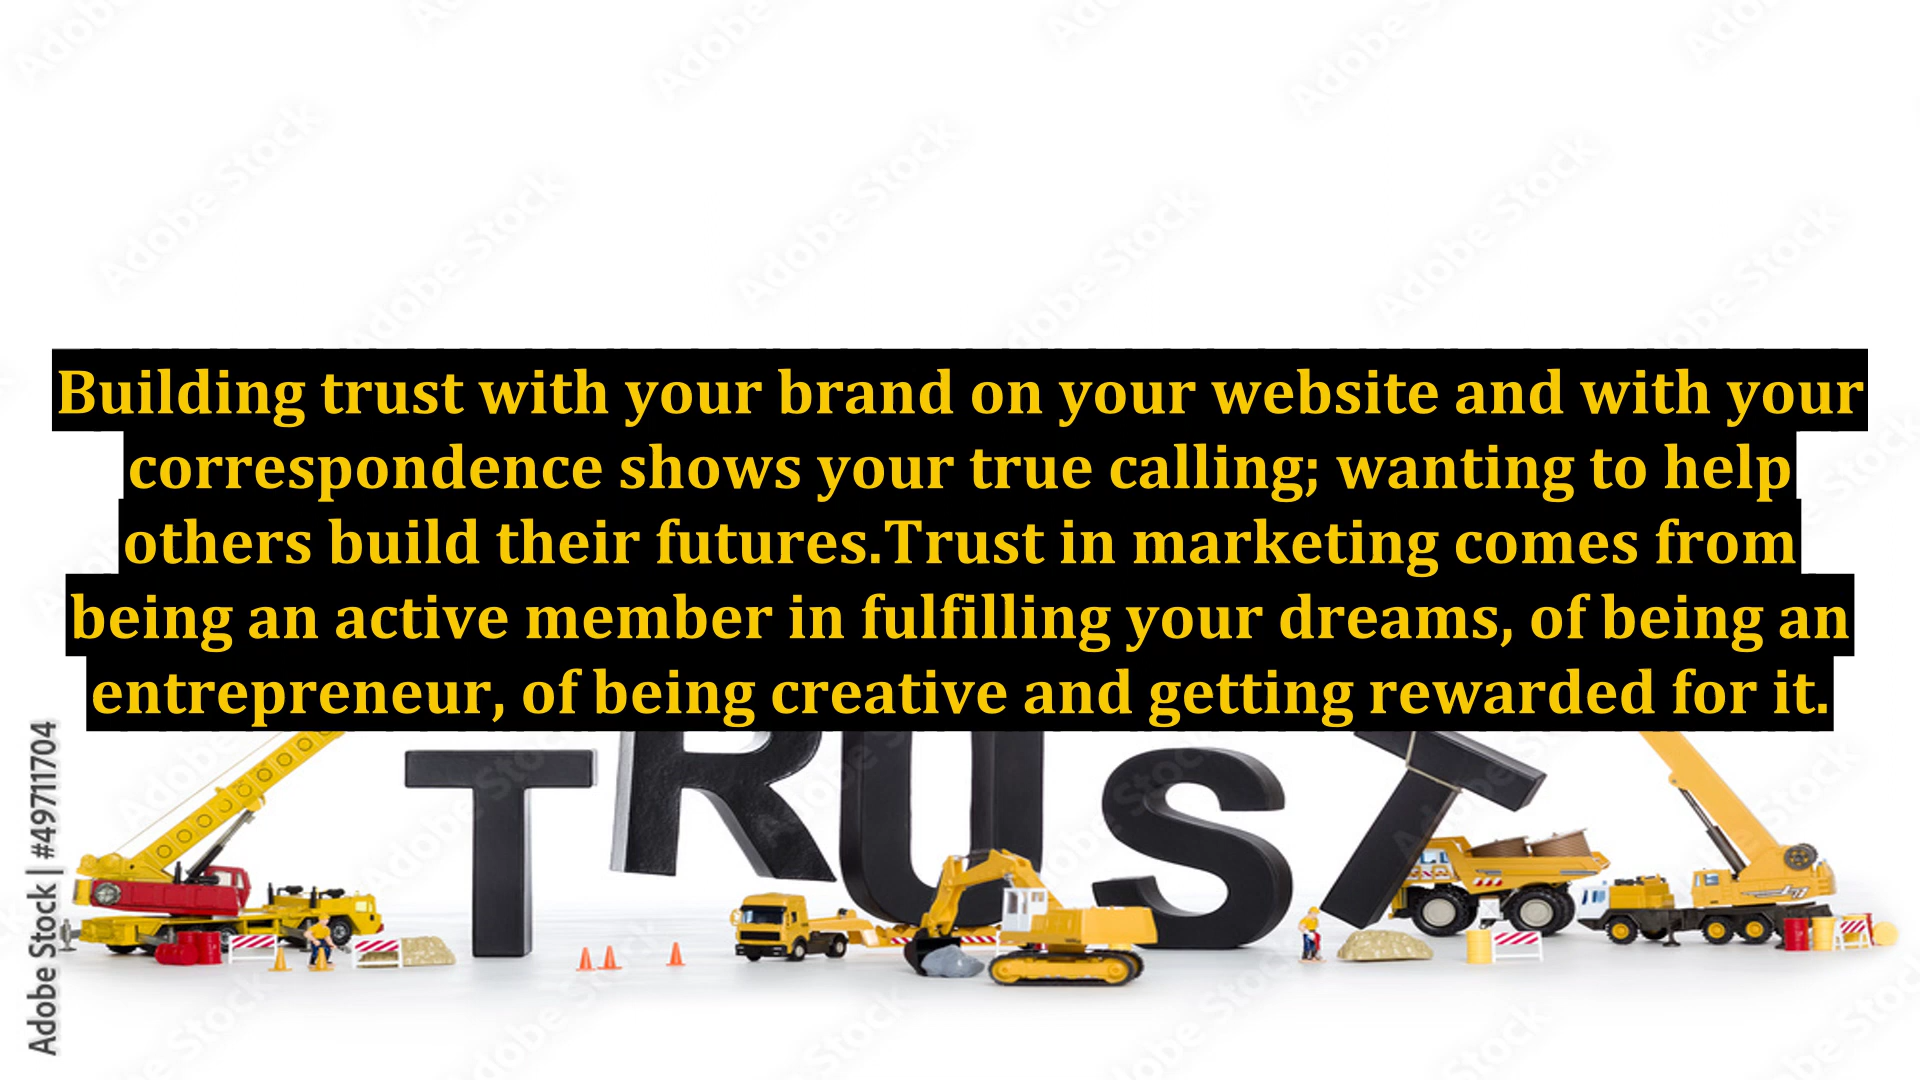 Building trust with your brand on your website and with your
correspondence shows your true calling; wanting to help
others build their futures.Trust in marketing comes from
being an active member in fulfilling your dreams, of being an
entrepreneur, of being creative and getting rewarded for it.
TRUST
Adobe Stock | #49711704
Adobe Stock